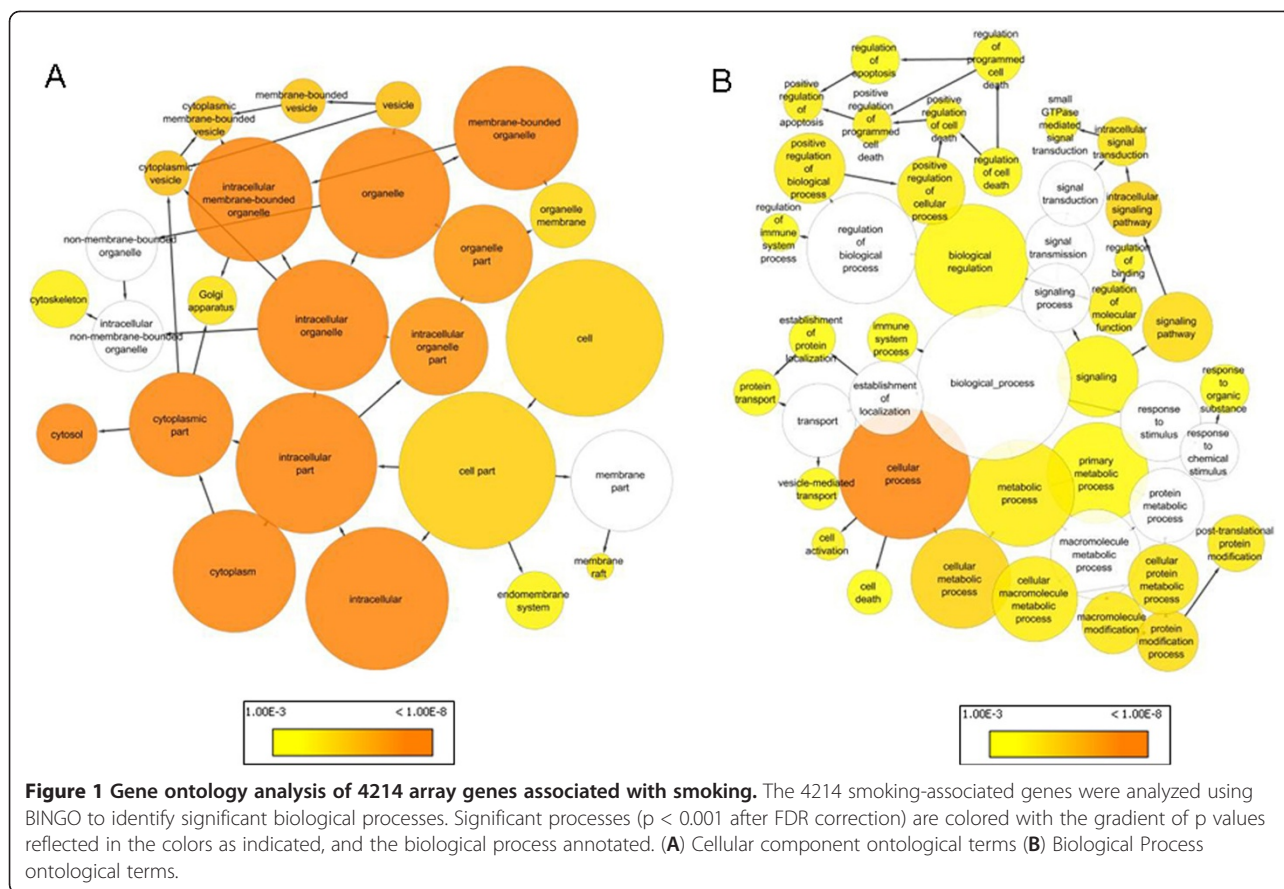 A
cytoplasmic
membrane-bounded
vesicle
membrane-bounded
vesicle
vesicle
membrane-bounded
organelle
cytoplasmic
vesicle
intracellular
membrane-bounded
organelle
organelle
organelle
membrane
non-membrane-bounded
organelle
organelle
part
cytoskeleton
Golgi
apparatus
intracellular
non-membrane-bounded
organelle
intracellular
organelle
intracellular
organelle part
cell
cytosol
cytoplasmic
part
intracellular
part
cell part
membrane
part
cytoplasm
intracellular
membrane
raft
endomembrane
system
1.00E-3 < 1.00E-8
B
regulation
of
apoptosis
regulation
of
programmed
cell
death
positive
regulation
of
apoptosis
positive
regulation
of
programmed
cell death
positive
regulation
of cell
death
small
GTPase
mediated
signal
transduction
intracellular
signal
transduction
positive
regulation of
biological
process
positive
regulation of
cellular
process
regulation
of cell
death
signal
transduction
intracellular
signaling
pathway
regulation
of
immune system
process
regulation
of
biological
process
biological
regulation
signal
transmission
regulation
of
binding
signaling
process
regulation
of
molecular
function
signaling
pathway
establishment
of
protein
localization
immune
system
process
biological_process
signaling
response
to
organic
substance
protein
transport
establishment
of
localization
transport
response
to
stimulus
response
to
chemical
stimulus
cellular
process
metabolic
process
primary
metabolic
process
vesicle-mediated
transport
protein
metabolic
process
cell
activation
macromolecule
metabolic
process
post-translational
protein
modification
cell
death
cellular
metabolic
process
cellular
macromolecule
metabolic
process
cellular
protein
metabolic
process
macromolecule
modification
protein
modification
process
1.00E-3 < 1.00E-8
Figure 1 Gene ontology analysis of 4214 array genes associated with smoking. The 4214 smoking-associated genes were analyzed using
BINGO to identify significant biological processes. Significant processes (p < 0.001 after FDR correction) are colored with the gradient of p values
reflected in the colors as indicated, and the biological process annotated. (A) Cellular component ontological terms (B) Biological Process
ontological terms.